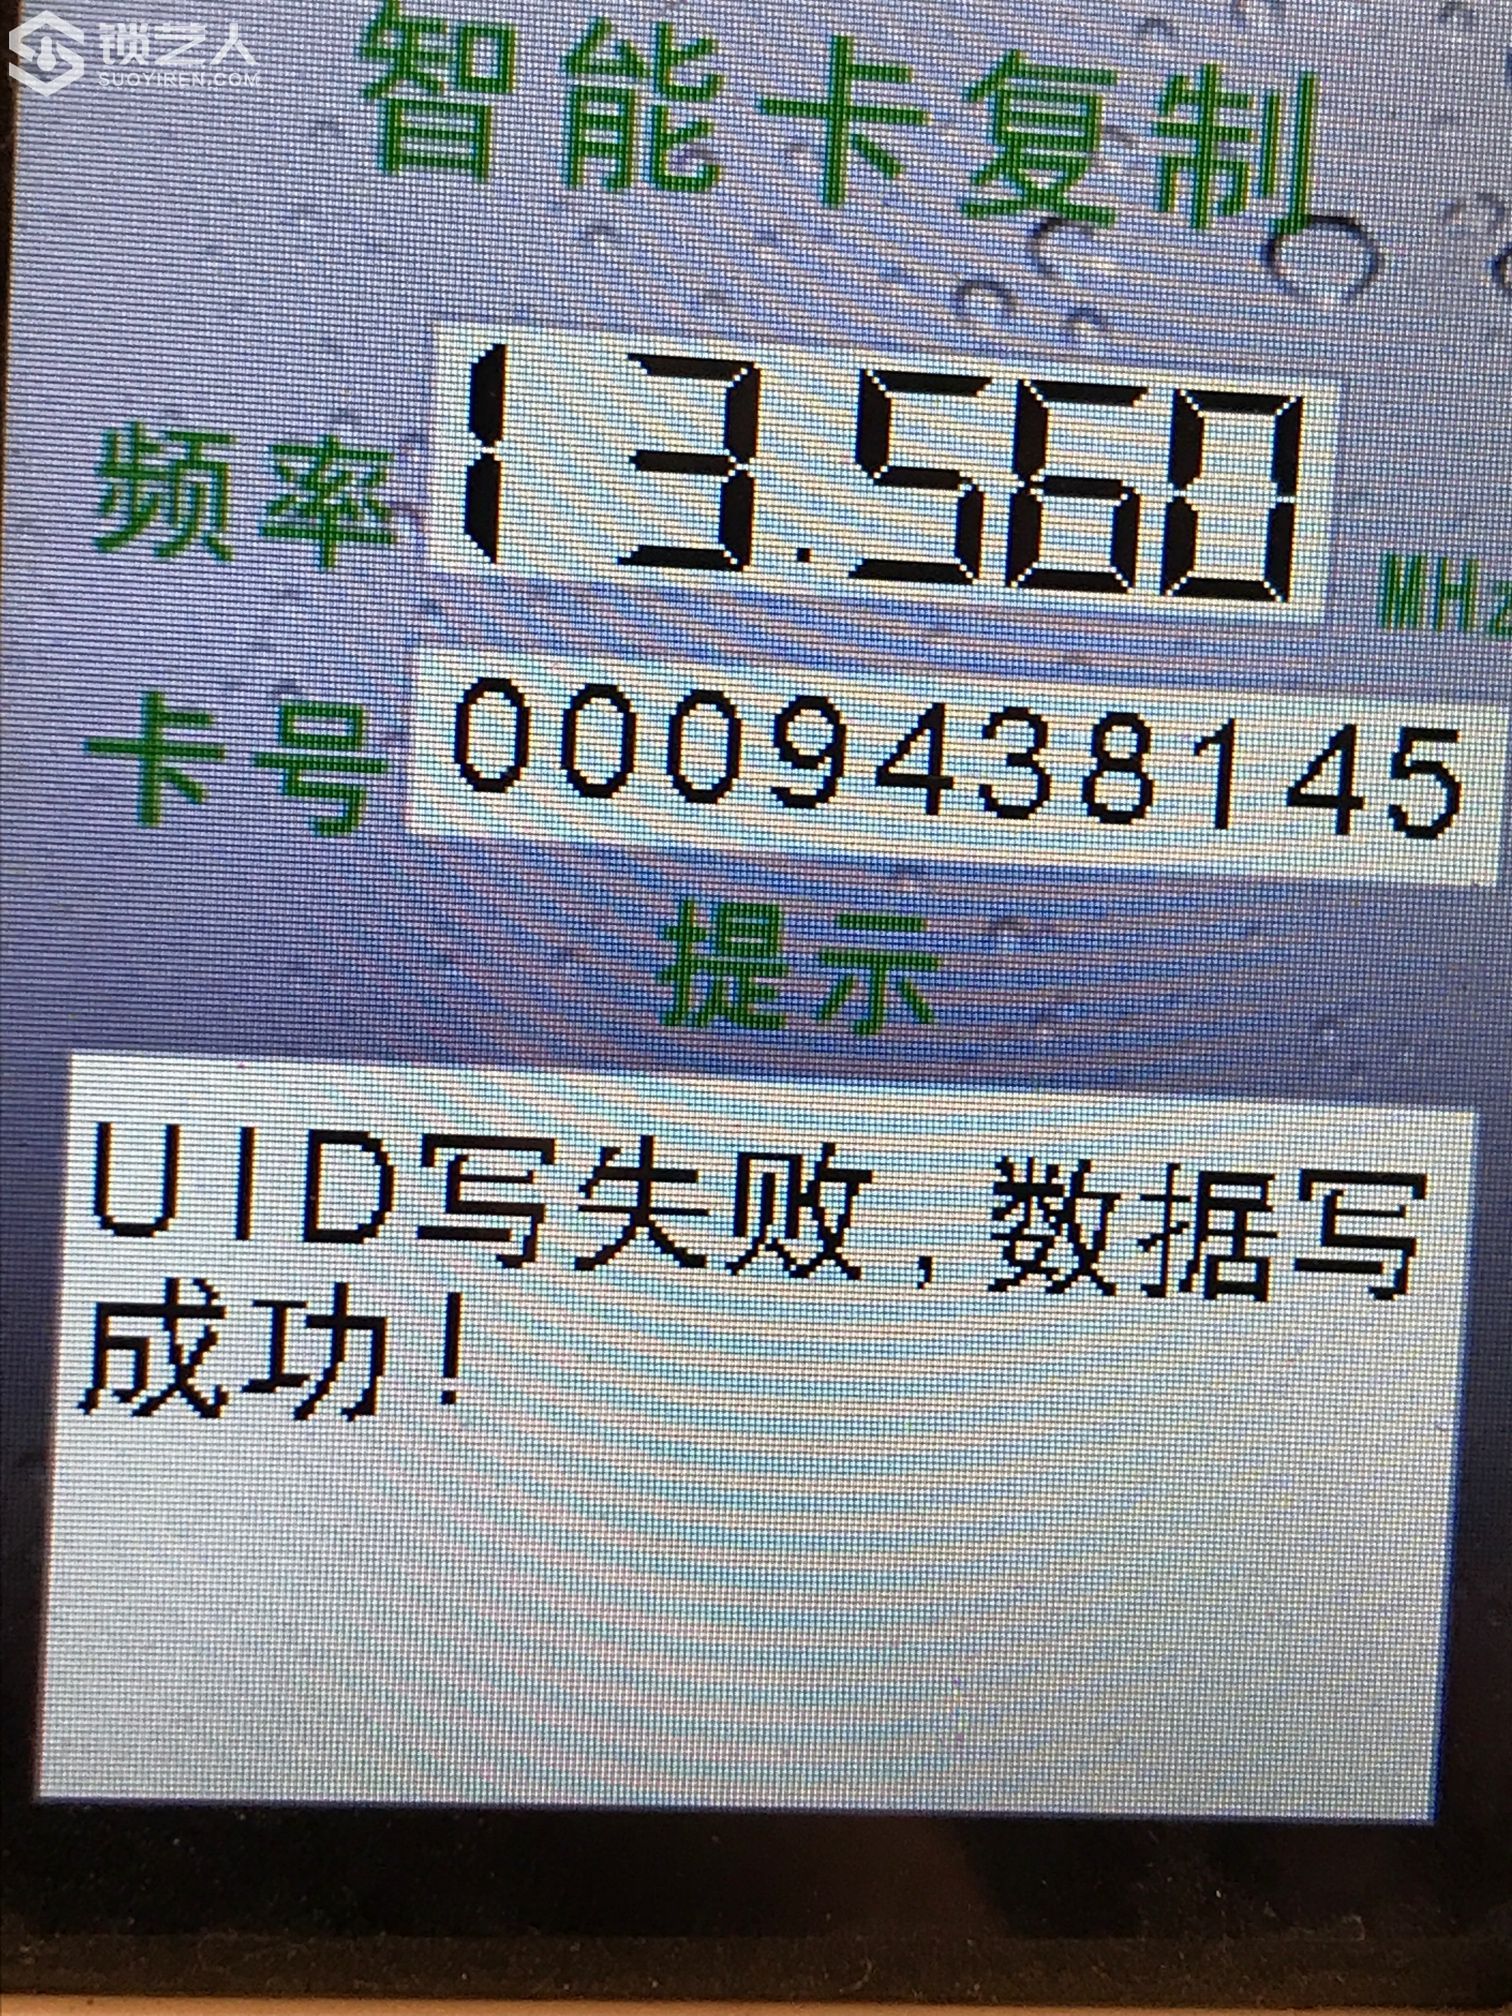 锁艺人
SUOYIREN.COM
智能卡复制
频率 13.560 MHz
卡号 0009438145
提示
UID写失败,数据写
成功!